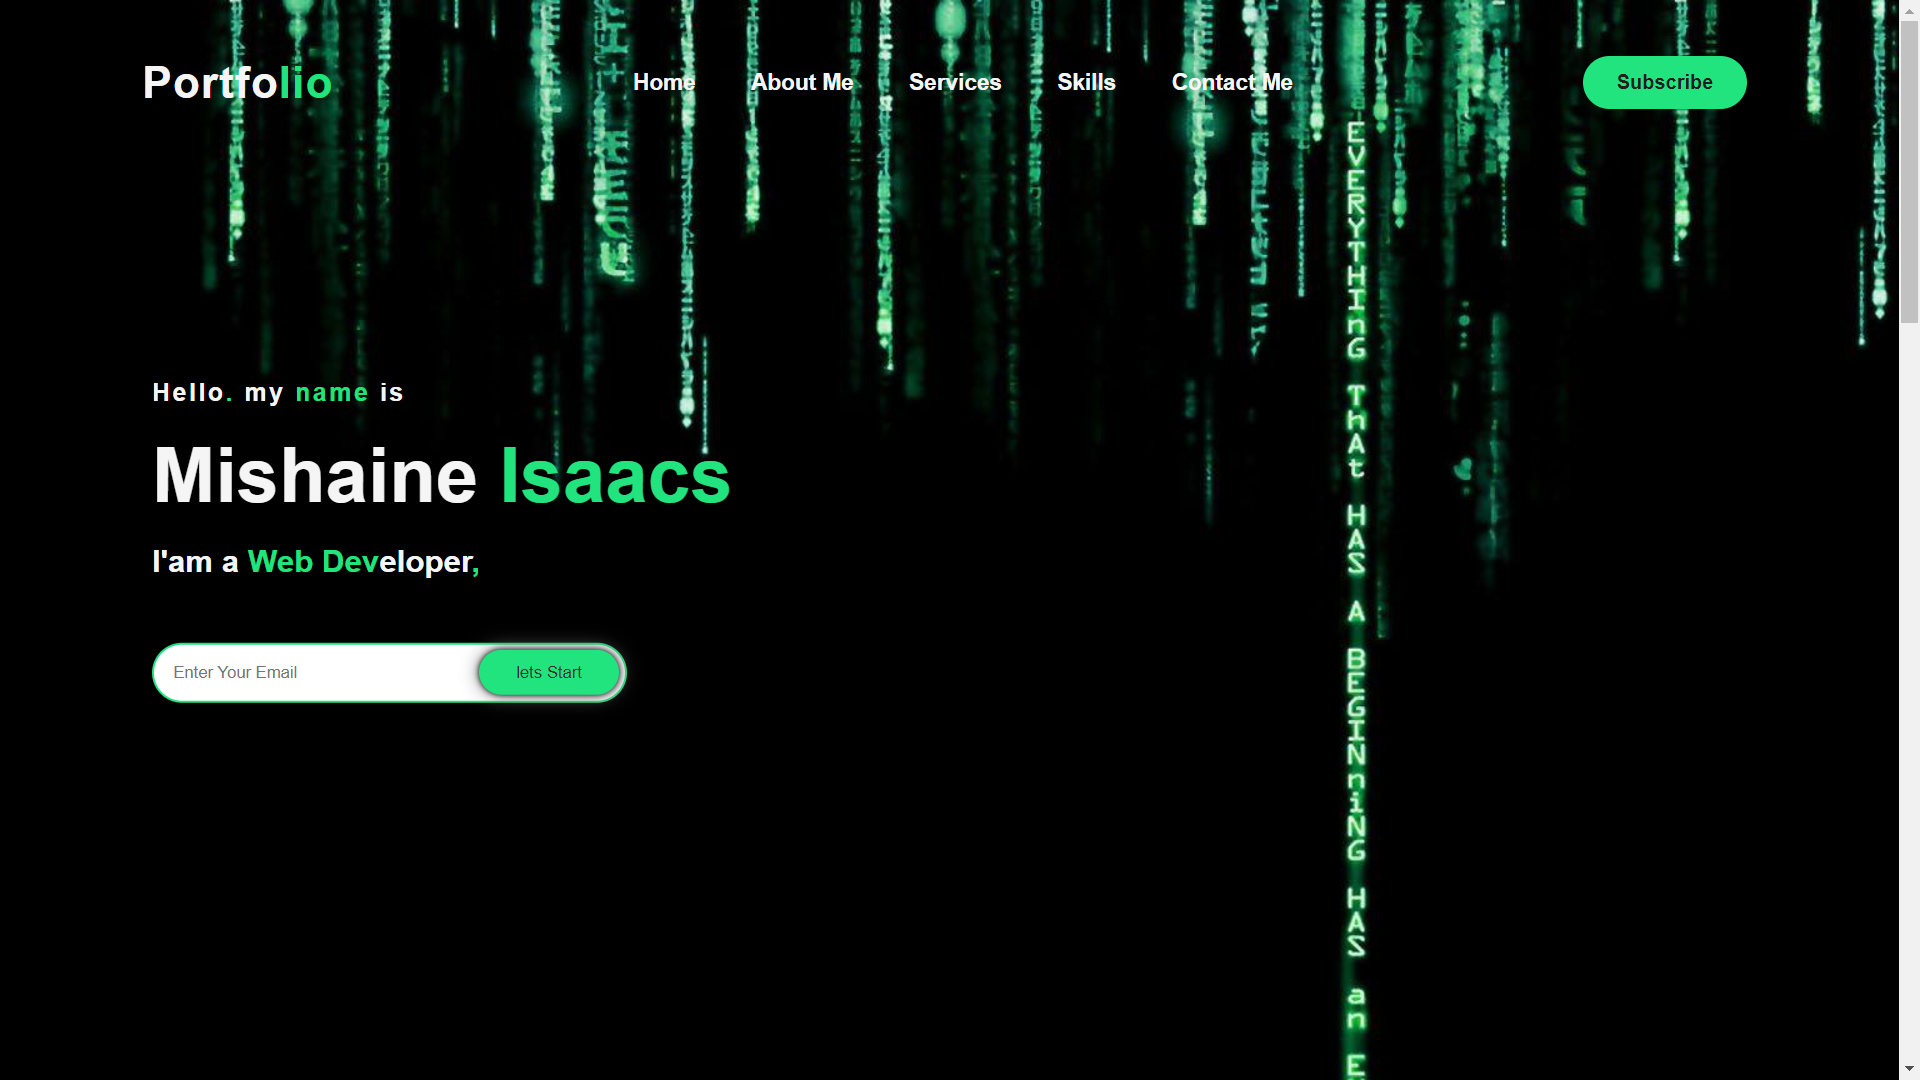 Portfolio
Home
About Me
Services
Skills
Contact Me
Subscribe
EVERYTHInG ThAt HAS A BEGINniNG HAS an E
Hello. my name is
Mishaine Isaacs
I'am a Web Developer,
Enter Your Email
lets Start